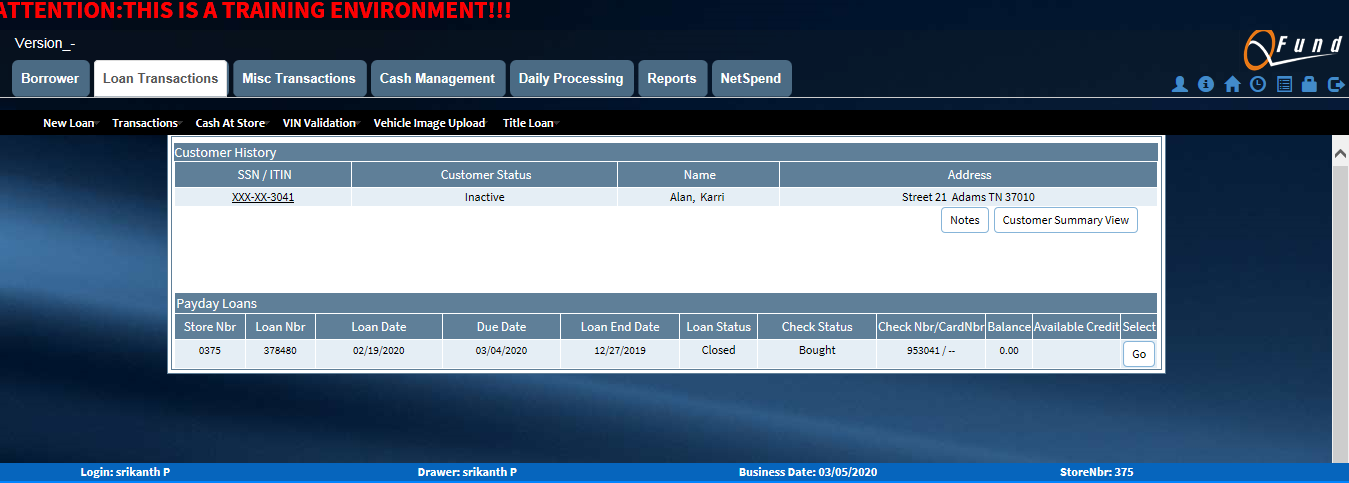 ATTENTION:THIS IS A TRAINING ENVIRONMENT!!!
Version_-
QFund
Borrower Loan Transactions Misc Transactions Cash Management Daily Processing Reports NetSpend
New Loan Transactions Cash At Store VIN Validation Vehicle Image Upload Title Loan
Customer History
SSN / ITIN Customer Status Name Address
XXX-XX-3041 Inactive Alan, Karri Street 21 Adams TN 37010
Notes Customer Summary View
Payday Loans
Store Nbr Loan Nbr Loan Date Due Date Loan End Date Loan Status Check Status Check Nbr/CardNbr Balance Available Credit Select
0375 378480 02/19/2020 03/04/2020 12/27/2019 Closed Bought 953041 / -- 0.00 Go
Login: srikanth P Drawer: srikanth P Business Date: 03/05/2020 StoreNbr: 375